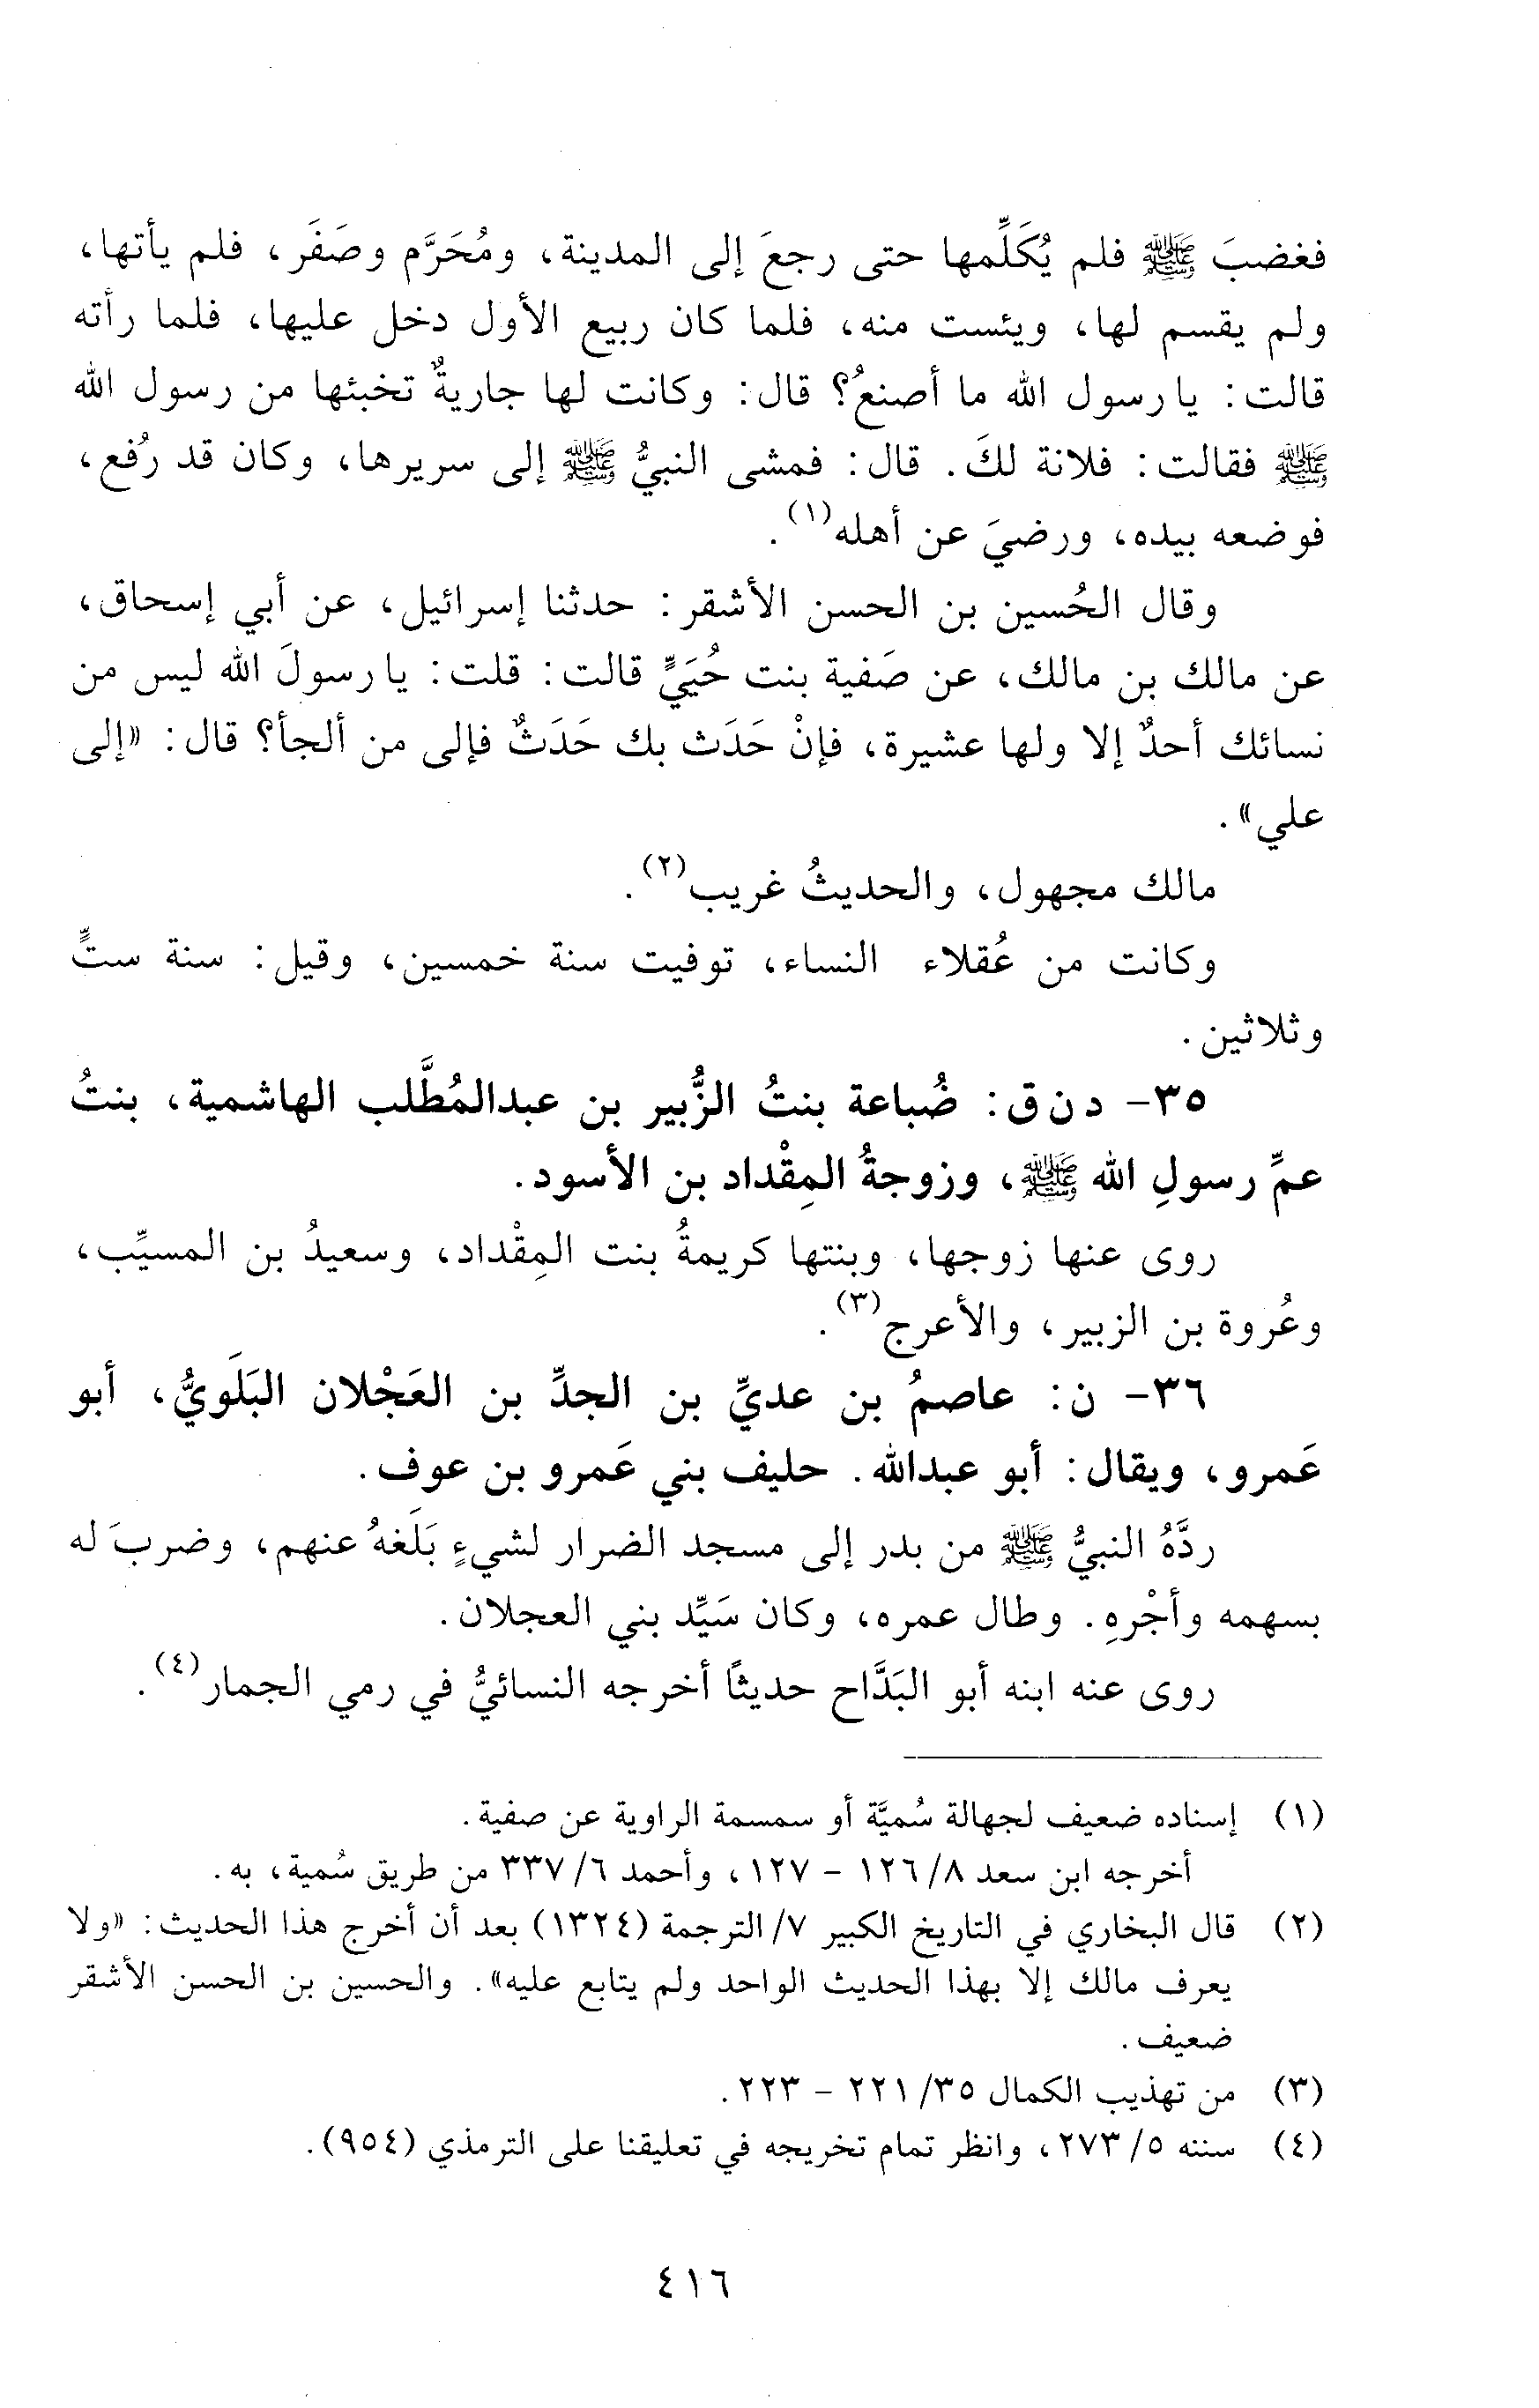 فغضبَ ﷺ فلم يُكَلِّمها حتى رجعَ إلى المدينة، ومُحَرَّم وصَفَر، فلم يأتها،
ولم يقسم لها، ويئست منه، فلما كان ربيع الأول دخل عليها، فلما رأته
قالت: يا رسول الله ما أصنعُ؟ قال: وكانت لها جاريةٌ تخبئها من رسول الله
ﷺ فقالت: فلانة لكَ. قال: فمشى النبيُّ ﷺ إلى سريرها، وكان قد رُفع،
فوضعه بيده، ورضيَ عن أهله(١).
وقال الحُسين بن الحسن الأشقر: حدثنا إسرائيل، عن أبي إسحاق،
عن مالك بن مالك، عن صَفية بنت حُيَيٍّ قالت: قلت: يا رسولَ الله ليس من
نسائك أحدٌ إلا ولها عشيرة، فإنْ حَدَث بك حَدَثٌ فإلى من ألجأ؟ قال: «إلى
علي».
مالك مجهول، والحديثُ غريب(٢).
وكانت من عُقلاء النساء، توفيت سنة خمسين، وقيل: سنة ستٍّ
وثلاثين.
٣٥- د ن ق: ضُباعة بنتُ الزُّبير بن عبدالمُطَّلب الهاشمية، بنتُ
عمِّ رسولِ الله ﷺ، وزوجةُ المِقْداد بن الأسود.
روى عنها زوجها، وبنتها كريمةُ بنت المِقْداد، وسعيدُ بن المسيِّب،
وعُروة بن الزبير، والأعرج(٣).
٣٦- ن: عاصمُ بن عديِّ بن الجدِّ بن العَجْلان البَلَويُّ، أبو
عَمرو، ويقال: أبو عبدالله. حليف بني عَمرو بن عوف.
ردَّهُ النبيُّ ﷺ من بدر إلى مسجد الضرار لشيءٍ بَلَغهُ عنهم، وضربَ له
بسهمه وأجْرِهِ. وطال عمره، وكان سَيِّد بني العجلان.
روى عنه ابنه أبو البَدَّاح حديثًا أخرجه النسائيُّ في رمي الجمار(٤).
(١) إسناده ضعيف لجهالة سُميَّة أو سمسمة الراوية عن صفية.
أخرجه ابن سعد ٨/ ١٢٦ - ١٢٧، وأحمد ٦/ ٣٣٧ من طريق سُمية، به.
(٢) قال البخاري في التاريخ الكبير ٧/ الترجمة (١٣٢٤) بعد أن أخرج هذا الحديث: «ولا
يعرف مالك إلا بهذا الحديث الواحد ولم يتابع عليه». والحسين بن الحسن الأشقر
ضعيف.
(٣) من تهذيب الكمال ٣٥/ ٢٢١ - ٢٢٣.
(٤) سننه ٥/ ٢٧٣، وانظر تمام تخريجه في تعليقنا على الترمذي (٩٥٤).
٤١٦